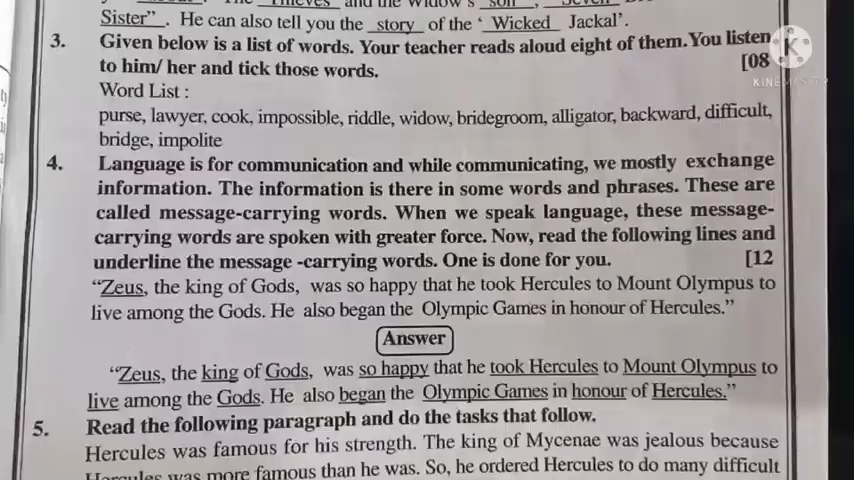 Thieves and the Widow's son , Seven
Sister" . He can also tell you the story of the ' Wicked Jackal'.
3. Given below is a list of words. Your teacher reads aloud eight of them.You listen
to him/ her and tick those words. [08
Word List :
purse, lawyer, cook, impossible, riddle, widow, bridegroom, alligator, backward, difficult,
bridge, impolite
4. Language is for communication and while communicating, we mostly exchange
information. The information is there in some words and phrases. These are
called message-carrying words. When we speak language, these message-
carrying words are spoken with greater force. Now, read the following lines and
underline the message -carrying words. One is done for you. [12
"Zeus, the king of Gods, was so happy that he took Hercules to Mount Olympus to
live among the Gods. He also began the Olympic Games in honour of Hercules."
Answer
"Zeus, the king of Gods, was so happy that he took Hercules to Mount Olympus to
live among the Gods. He also began the Olympic Games in honour of Hercules."
5. Read the following paragraph and do the tasks that follow.
Hercules was famous for his strength. The king of Mycenae was jealous because
Hercules was more famous than he was. So, he ordered Hercules to do many difficult
K
KINEMASTER